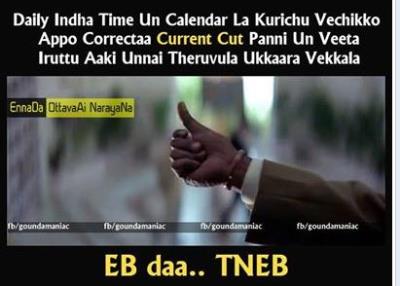 Daily Indha Time Un Calendar La Kurichu Vechikko
Appo Correctaa Current Cut Panni Un Veeta
Iruttu Aaki Unnai Theruvula Ukkaara Vekkala
EnnaDa OttavaAi NarayaNa
fb/goundamaniac fb/goundamaniac fb/goundamaniac fb/goundamaniac
EB daa.. TNEB